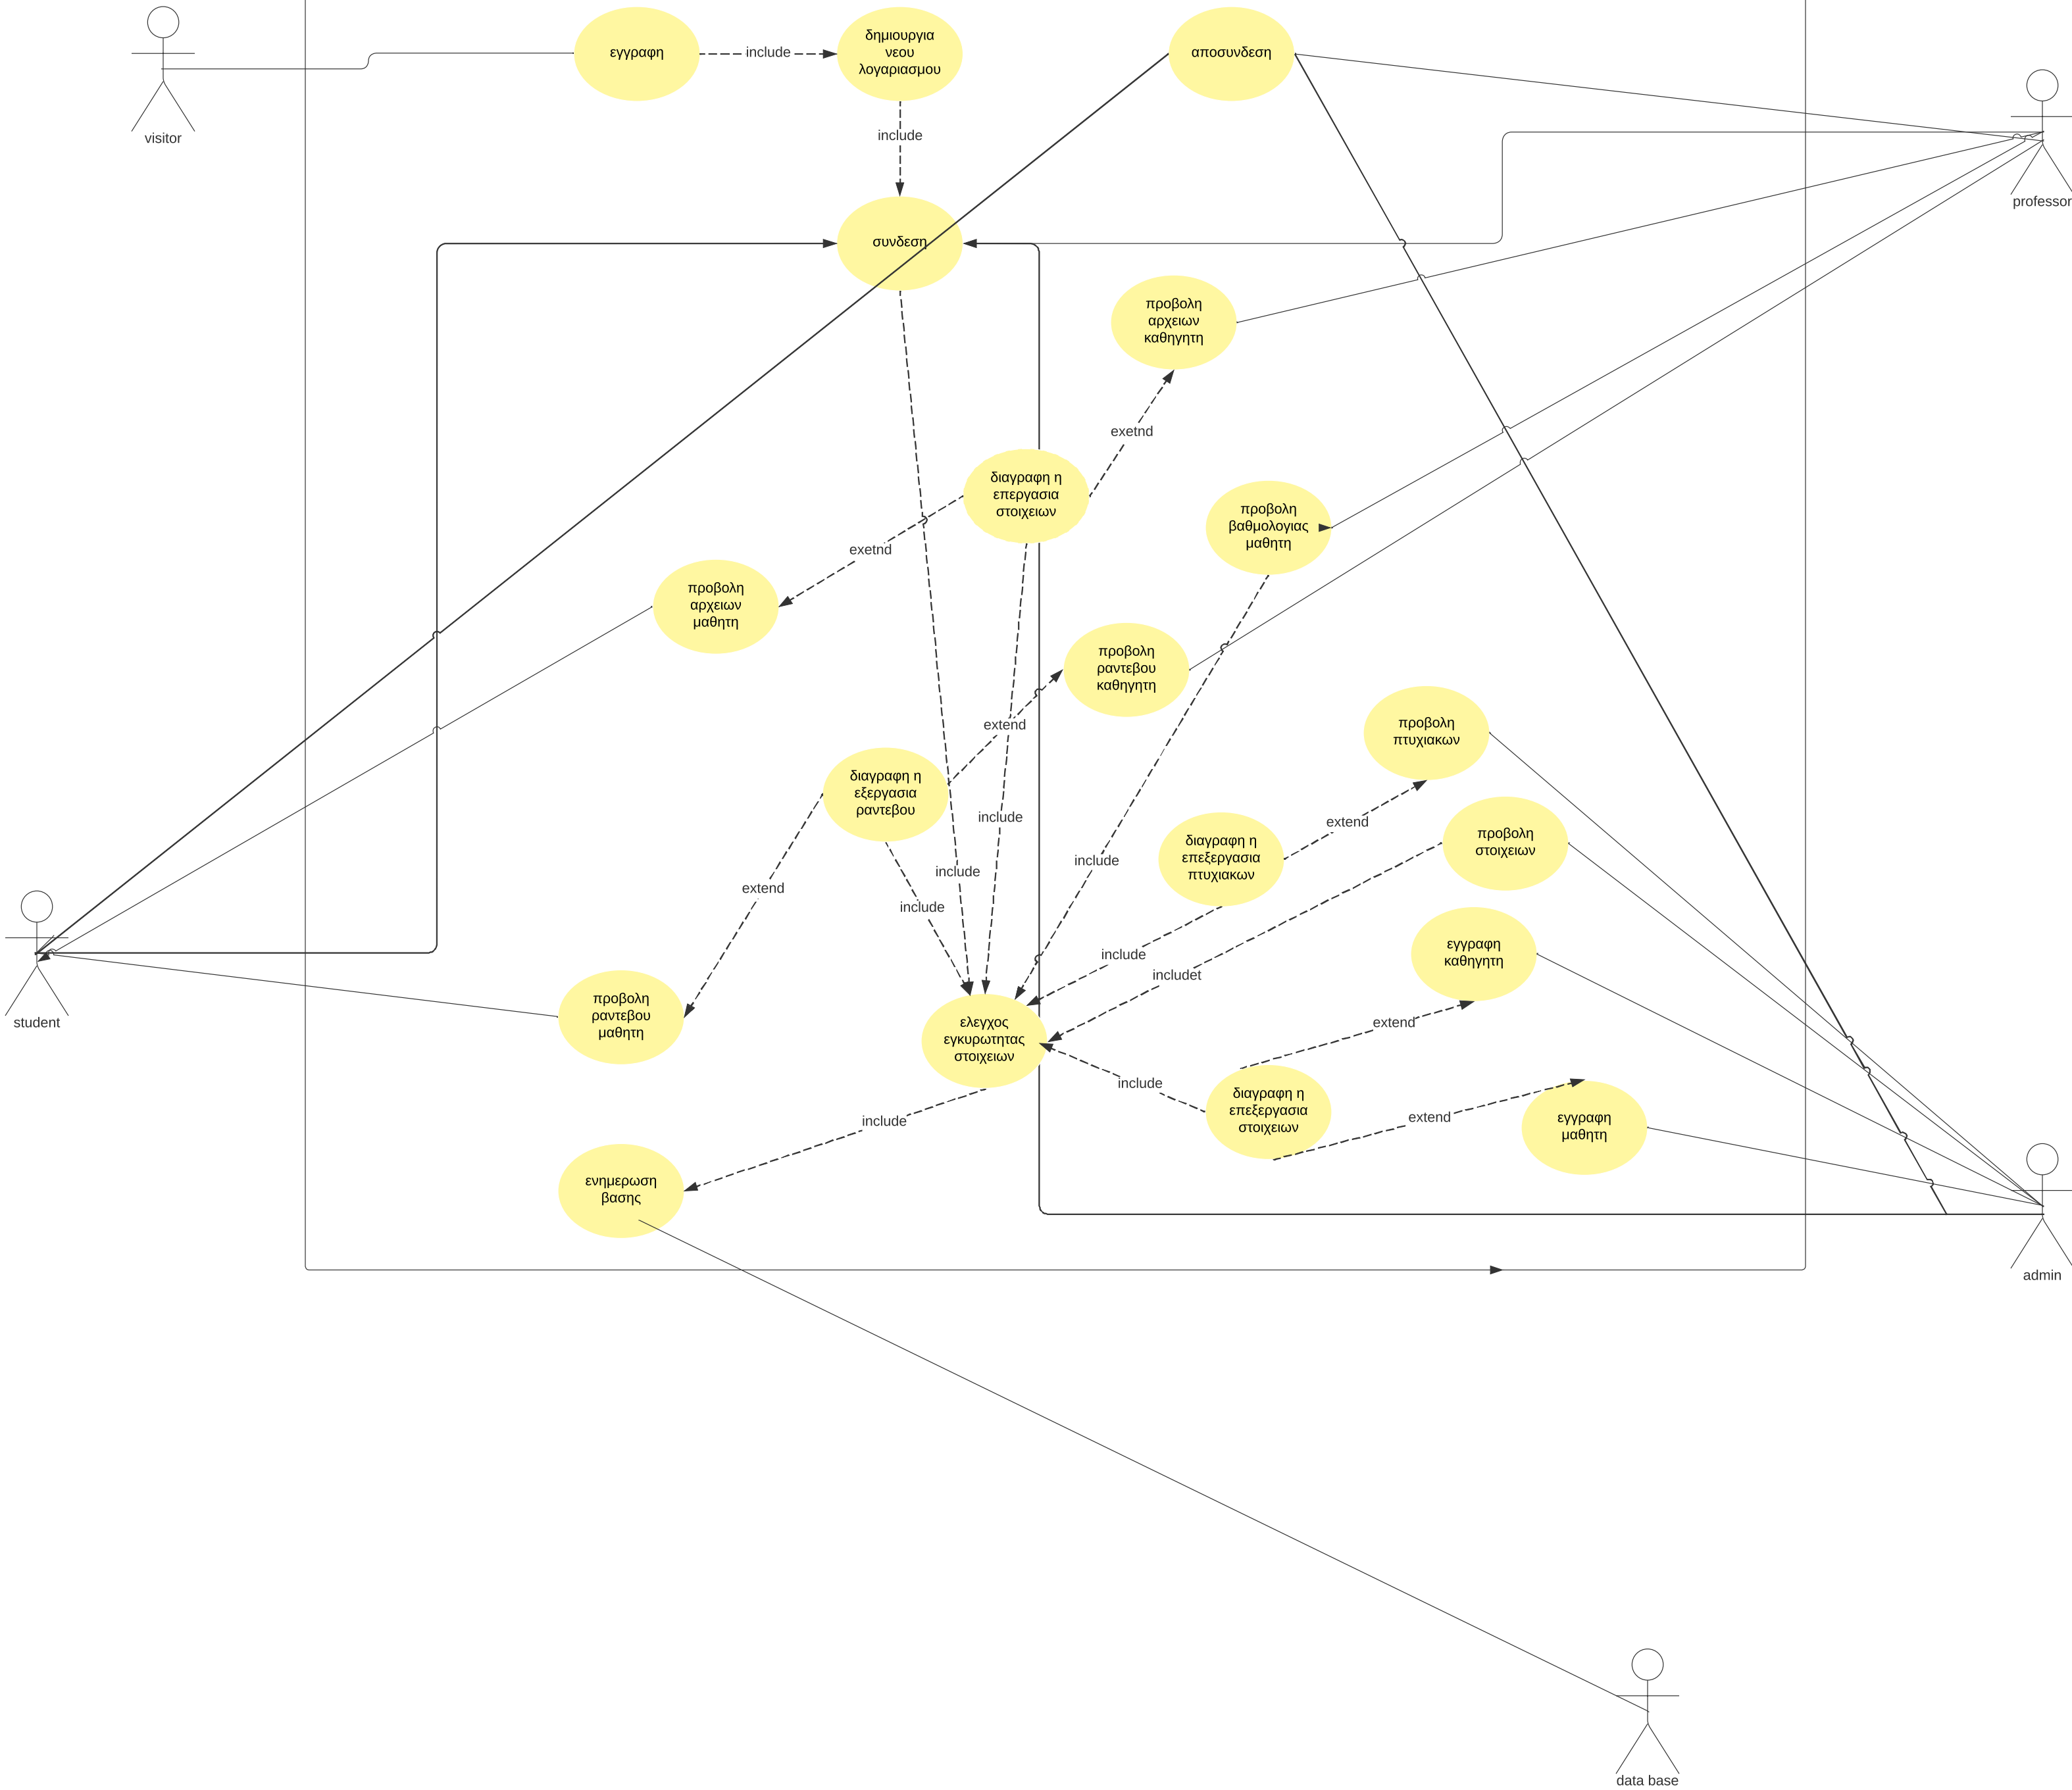 εγγραφη
include
δημιουργια
νεου
λογαριασμου
αποσυνδεση
visitor
include
professor
συνδεση
προβολη
αρχειων
καθηγητη
exetnd
διαγραφη η
επεργασια
στοιχειων
προβολη
βαθμολογιας
μαθητη
exetnd
προβολη
αρχειων
μαθητη
προβολη
ραντεβου
καθηγητη
extend
προβολη
πτυχιακων
διαγραφη η
εξεργασια
ραντεβου
include
extend
προβολη
στοιχειων
διαγραφη η
επεξεργασια
πτυχιακων
include
include
extend
include
εγγραφη
καθηγητη
include
includet
student
προβολη
ραντεβου
μαθητη
ελεγχος
εγκυρωτητας
στοιχειων
extend
include
διαγραφη η
επεξεργασια
στοιχειων
extend
εγγραφη
μαθητη
include
ενημερωση
βασης
admin
data base